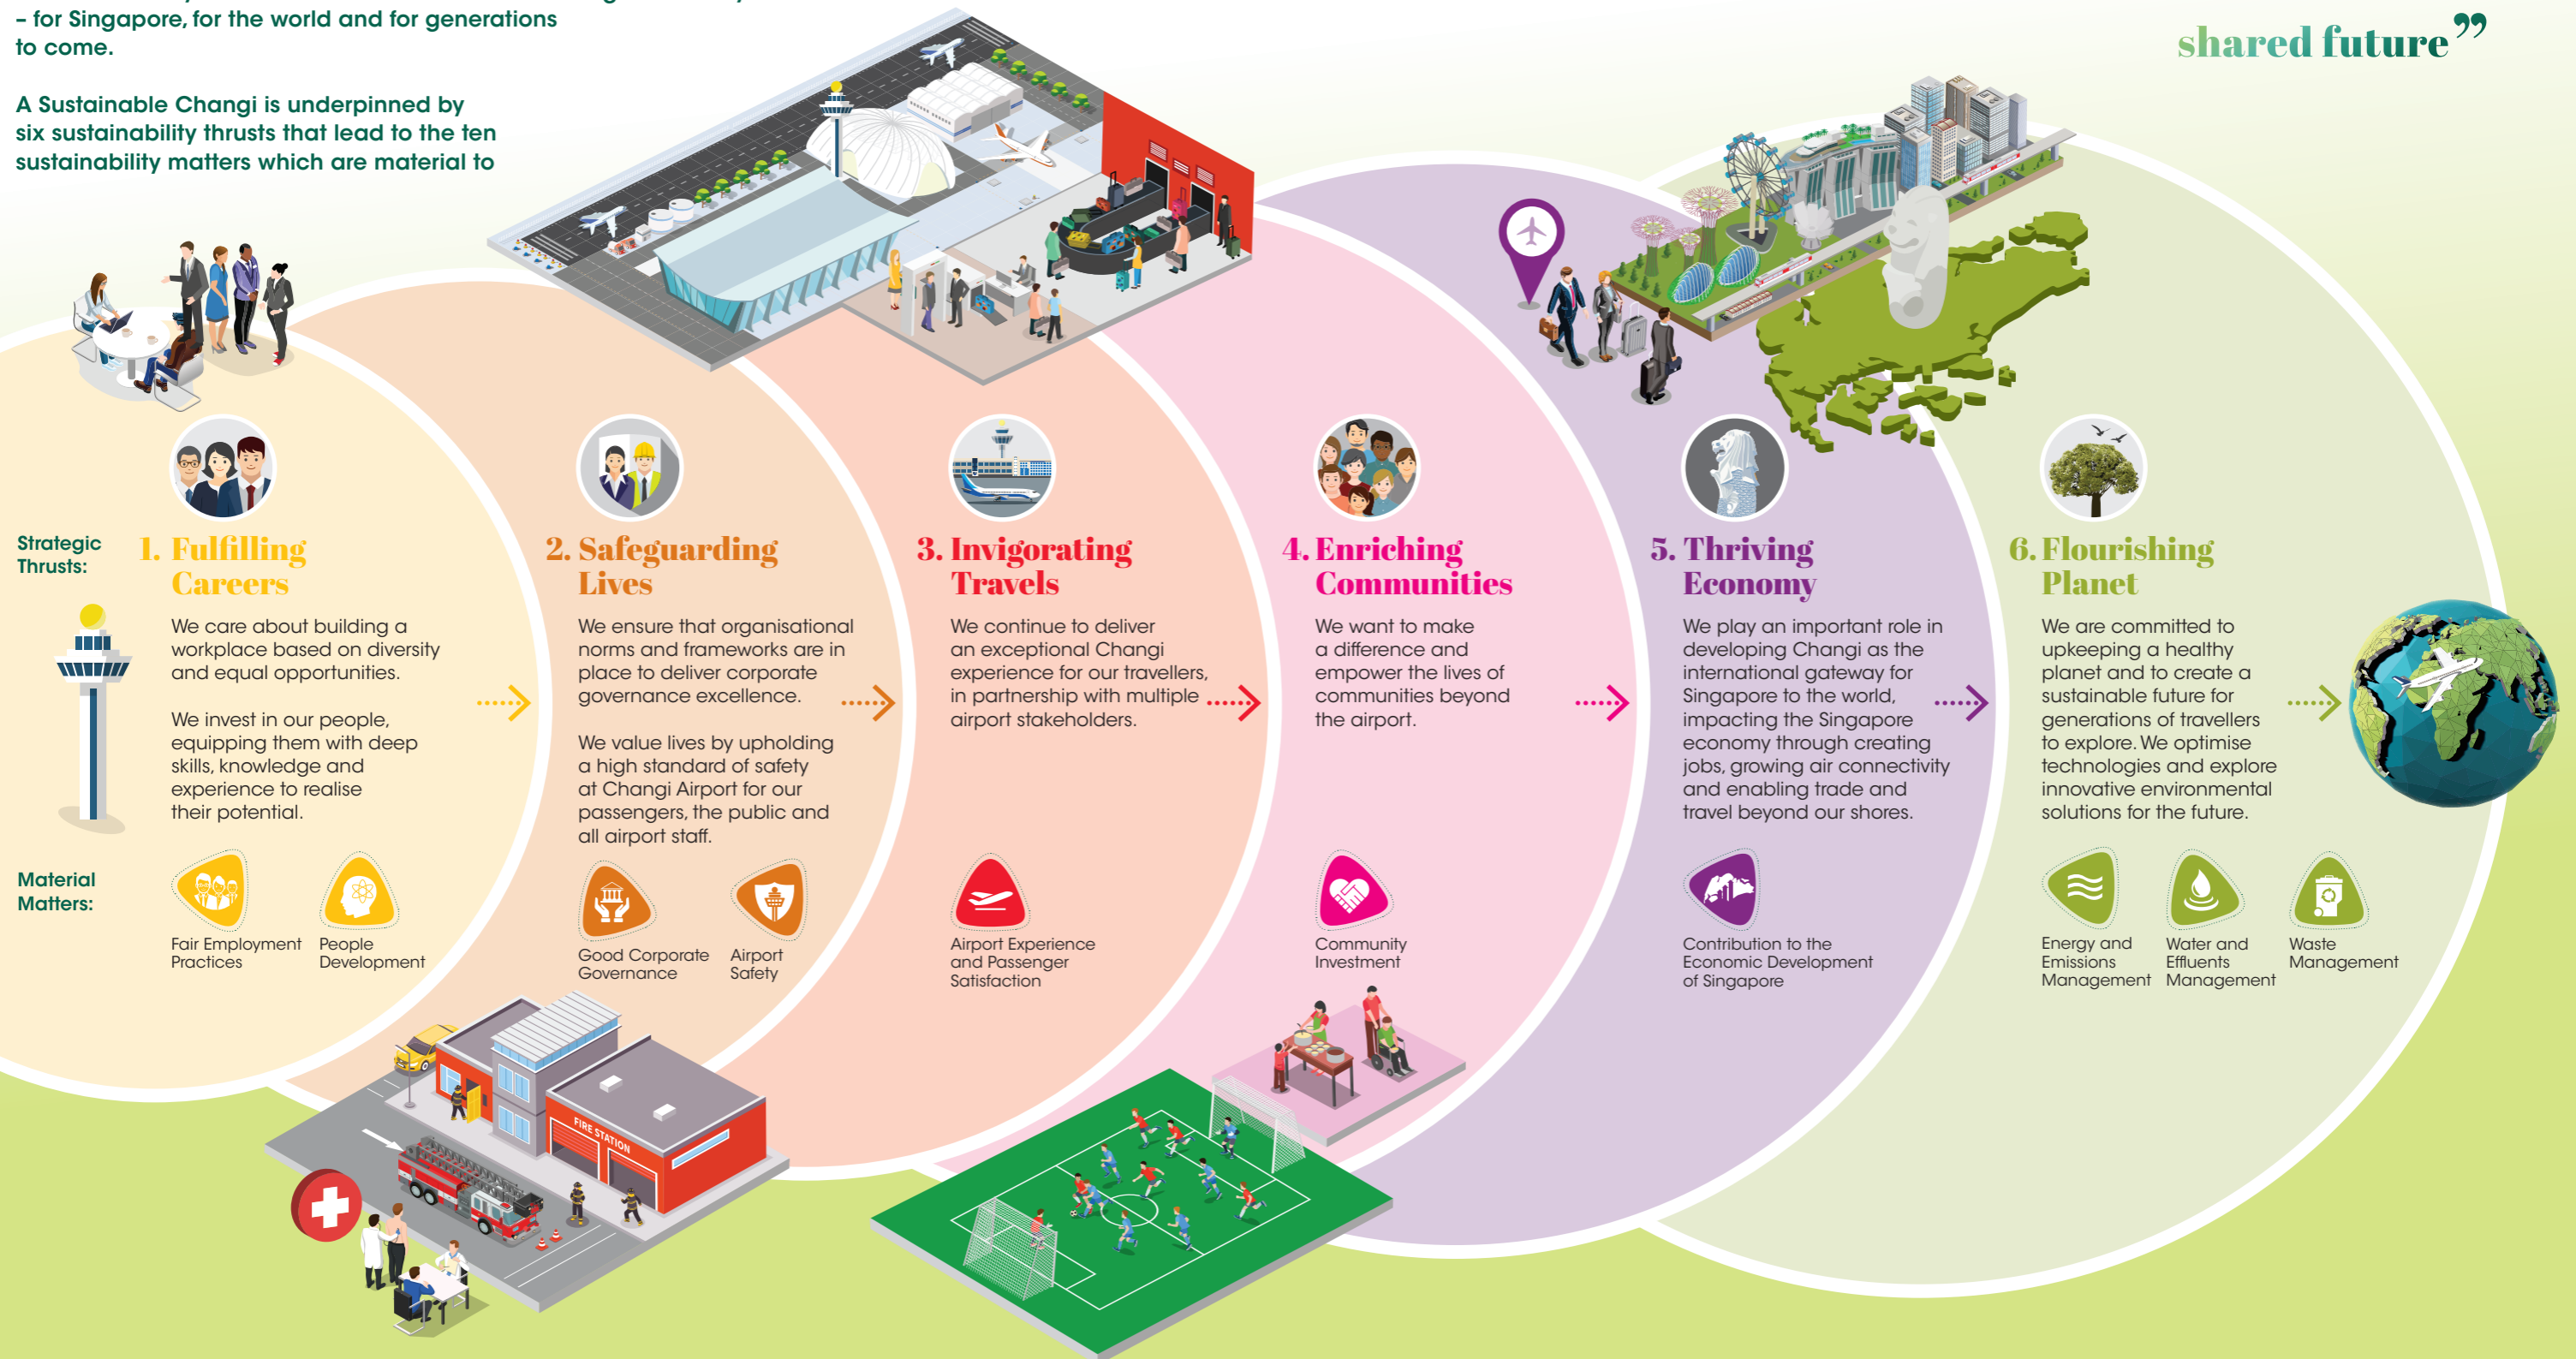 – for Singapore, for the world and for generations
to come.
A Sustainable Changi is underpinned by
six sustainability thrusts that lead to the ten
sustainability matters which are material to
shared future”
Strategic
Thrusts:
1. Fulfilling
Careers
We care about building a
workplace based on diversity
and equal opportunities.
We invest in our people,
equipping them with deep
skills, knowledge and
experience to realise
their potential.
2. Safeguarding
Lives
We ensure that organisational
norms and frameworks are in
place to deliver corporate
governance excellence.
We value lives by upholding
a high standard of safety
at Changi Airport for our
passengers, the public and
all airport staff.
3. Invigorating
Travels
We continue to deliver
an exceptional Changi
experience for our travellers,
in partnership with multiple
airport stakeholders.
4. Enriching
Communities
We want to make
a difference and
empower the lives of
communities beyond
the airport.
5. Thriving
Economy
We play an important role in
developing Changi as the
international gateway for
Singapore to the world,
impacting the Singapore
economy through creating
jobs, growing air connectivity
and enabling trade and
travel beyond our shores.
6. Flourishing
Planet
We are committed to
upkeeping a healthy
planet and to create a
sustainable future for
generations of travellers
to explore. We optimise
technologies and explore
innovative environmental
solutions for the future.
Material
Matters:
Fair Employment
Practices
People
Development
Good Corporate
Governance
Airport
Safety
Airport Experience
and Passenger
Satisfaction
Community
Investment
Contribution to the
Economic Development
of Singapore
Energy and
Emissions
Management
Water and
Effluents
Management
Waste
Management
FIRE STATION